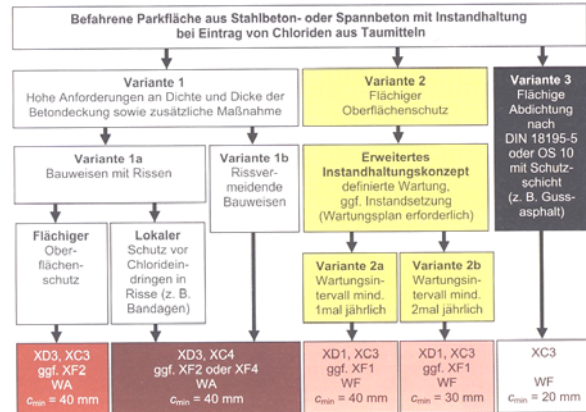 Befahrene Parkfläche aus Stahlbeton- oder Spannbeton mit Instandhaltung
bei Eintrag von Chloriden aus Taumitteln
Variante 1
Hohe Anforderungen an Dichte und Dicke der
Betondeckung sowie zusätzliche Maßnahme
Variante 2
Flächiger
Oberflächenschutz
Variante 3
Flächige
Abdichtung
nach
DIN 18195-5
oder OS 10
mit Schutz-
schicht
(z. B. Guss-
asphalt)
Variante 1a
Bauweisen mit Rissen
Variante 1b
Rissver-
meidende
Bauweisen
Erweitertes
Instandhaltungskonzept
definierte Wartung,
ggf. Instandsetzung
(Wartungsplan erforderlich)
Flächiger
Ober-
flächen-
schutz
Lokaler
Schutz vor
Chloridein-
dringen in
Risse (z. B.
Bandagen)
Variante 2a
Wartungsin-
tervall mind.
1mal jährlich
Variante 2b
Wartungsin-
tervall mind.
2mal jährlich
XD3, XC3
ggf. XF2
WA
cmin = 40 mm
XD3, XC4
ggf. XF2 oder XF4
WA
cmin = 40 mm
XD1, XC3
ggf. XF1
WF
cmin = 40 mm
XD1, XC3
ggf. XF1
WF
cmin = 30 mm
XC3
WF
cmin = 20 mm